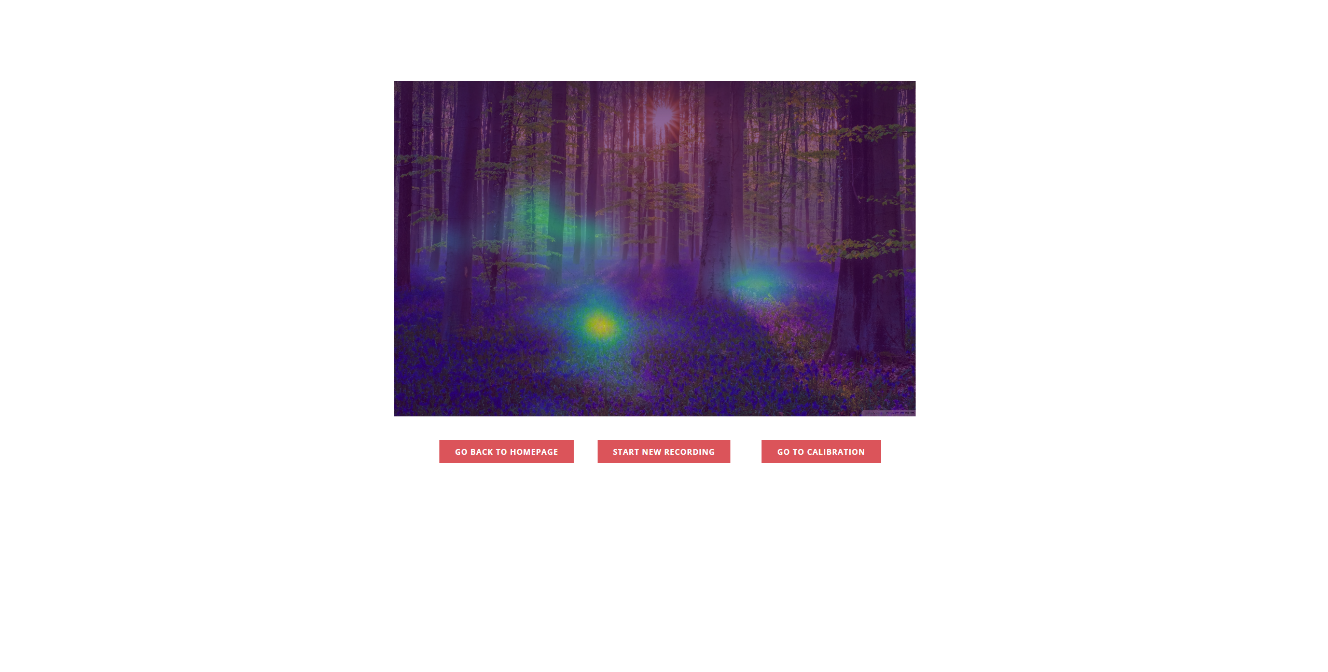 GO BACK TO HOMEPAGE
START NEW RECORDING
GO TO CALIBRATION